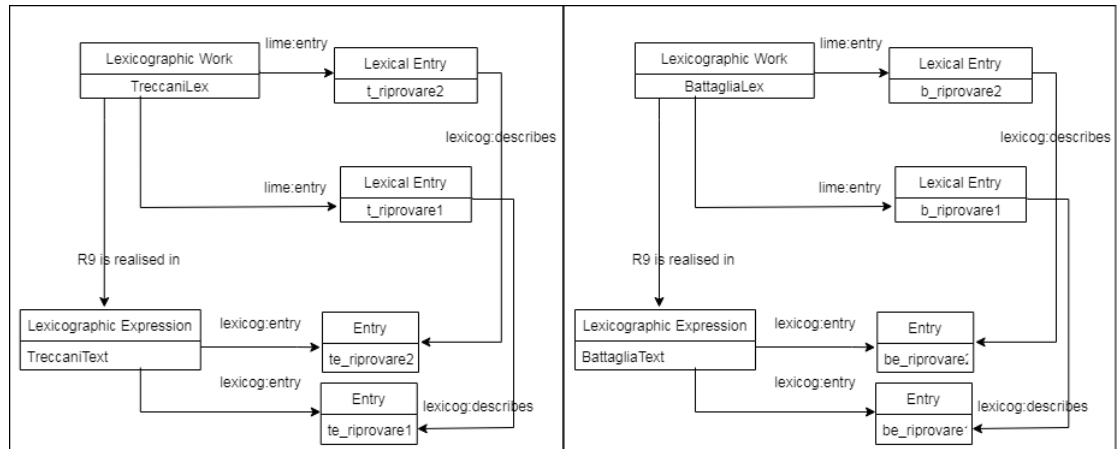 lime:entry
Lexicographic Work
TreccaniLex
Lexical Entry
t_riprovare2
lexicog:describes
lime:entry
Lexical Entry
t_riprovare1
R9 is realised in
Lexicographic Expression
TreccaniText
lexicog:entry
Entry
te_riprovare2
lexicog:entry
Entry
te_riprovare1
lexicog:describes
lime:entry
Lexicographic Work
BattagliaLex
Lexical Entry
b_riprovare2
lexicog:describes
lime:entry
Lexical Entry
b_riprovare1
R9 is realised in
Lexicographic Expression
BattagliaText
lexicog:entry
Entry
be_riprovare2
lexicog:entry
Entry
be_riprovare1
lexicog:describes